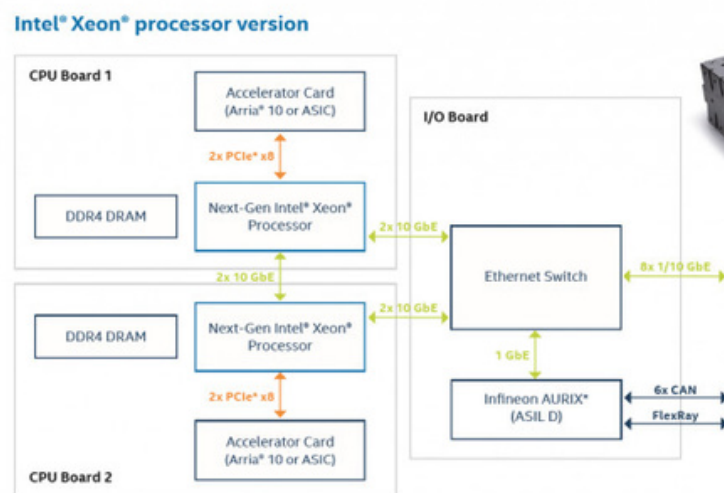 Intel® Xeon® processor version
CPU Board 1
Accelerator Card
(Arria® 10 or ASIC)
2x PCIe* x8
DDR4 DRAM
Next-Gen Intel® Xeon®
Processor
2x 10 GbE
2x 10 GbE
DDR4 DRAM
Next-Gen Intel® Xeon®
Processor
2x 10 GbE
2x PCIe* x8
Accelerator Card
(Arria® 10 or ASIC)
CPU Board 2
I/O Board
Ethernet Switch
8x 1/10 GbE
1 GbE
Infineon AURIX*
(ASIL D)
6x CAN
FlexRay